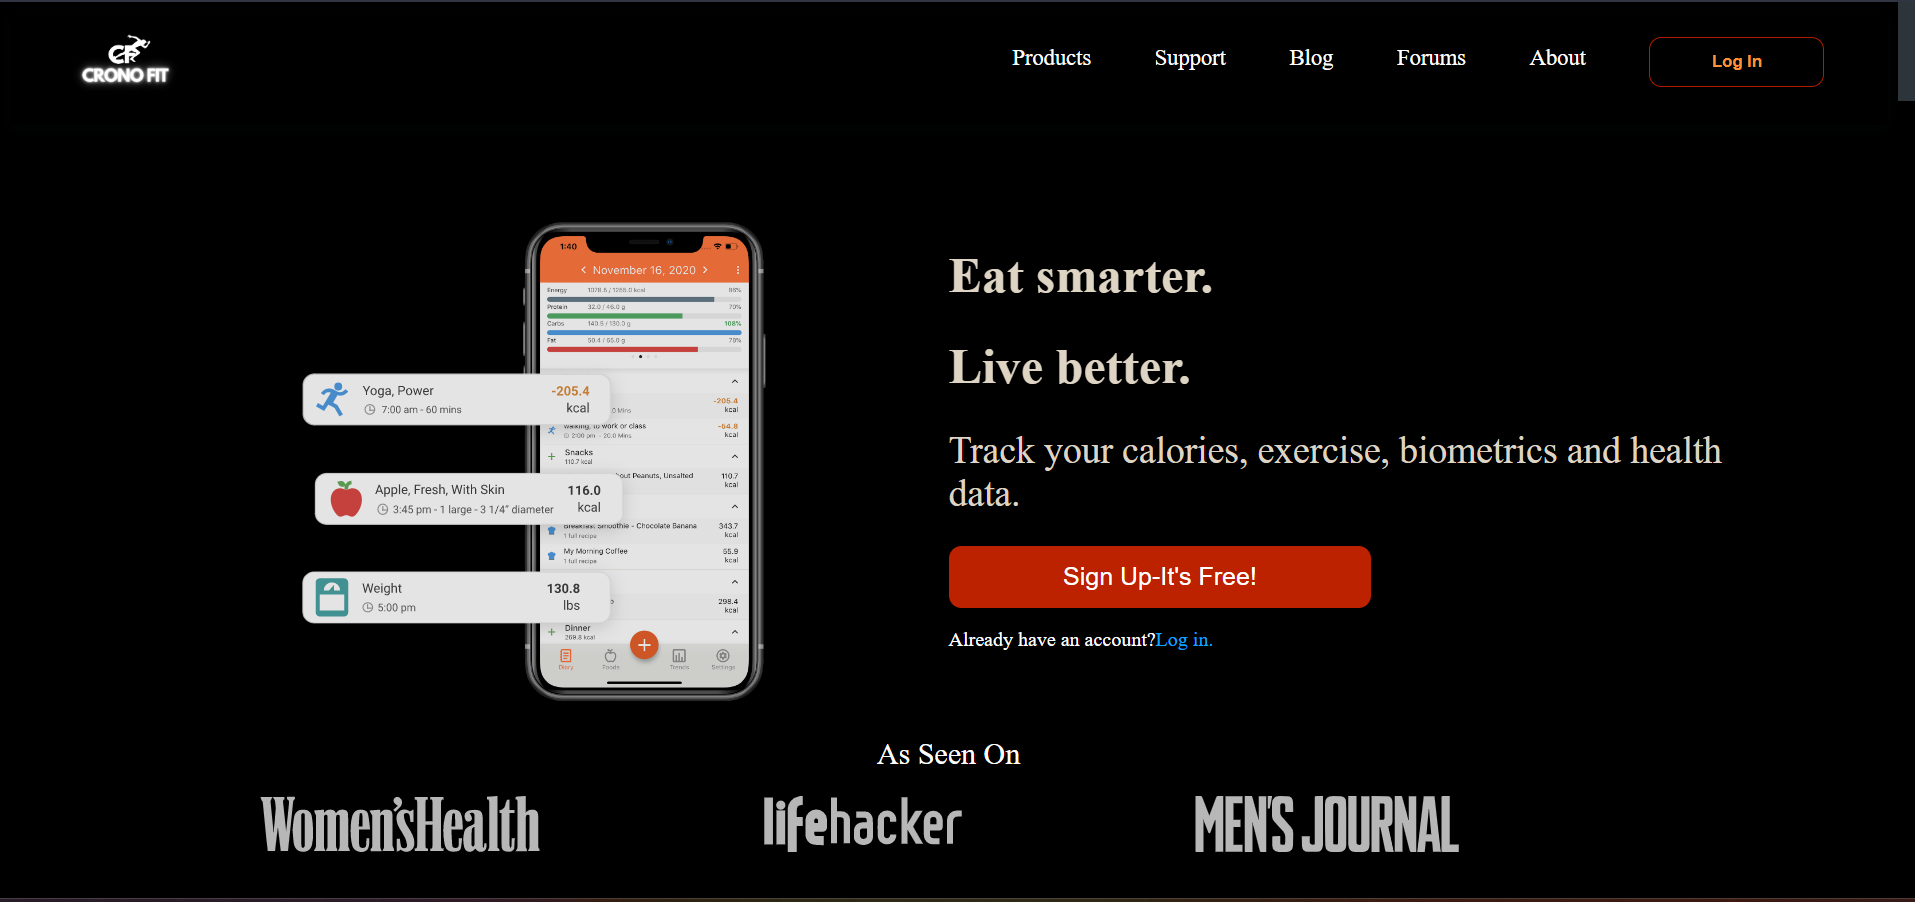 CF
CRONO FIT
Products
Support
Blog
Forums
About
Log In
1:40
November 16, 2020
Energy 1078.5 / 1266.0 kcal
Protein 32.0 / 46.0 g 70%
Carbs 140.5 / 130.0 g 108%
Fat 50.4 / 65.0 g 78%
Yoga, Power -205.4
7:00 am - 60 mins kcal
-205.4
.0 Mins kcal
walking, to work or class -54.8
2:00 pm - 20.0 Mins kcal
Snacks
110.7 kcal
out Peanuts, Unsalted 110.7
kcal
Apple, Fresh, With Skin 116.0
3:45 pm - 1 large - 3 1/4" diameter kcal
Breakfast Smoothie - Chocolate Banana 343.7
1 full recipe kcal
My Morning Coffee 55.9
1 full recipe kcal
Weight 130.8
5:00 pm lbs
298.4
kcal
Dinner
269.8 kcal
+
Diary Foods Trends Settings
Eat smarter.
Live better.
Track your calories, exercise, biometrics and health
data.
Sign Up-It's Free!
Already have an account?Log in.
As Seen On
Women'sHealth
lifehacker
MEN'S JOURNAL